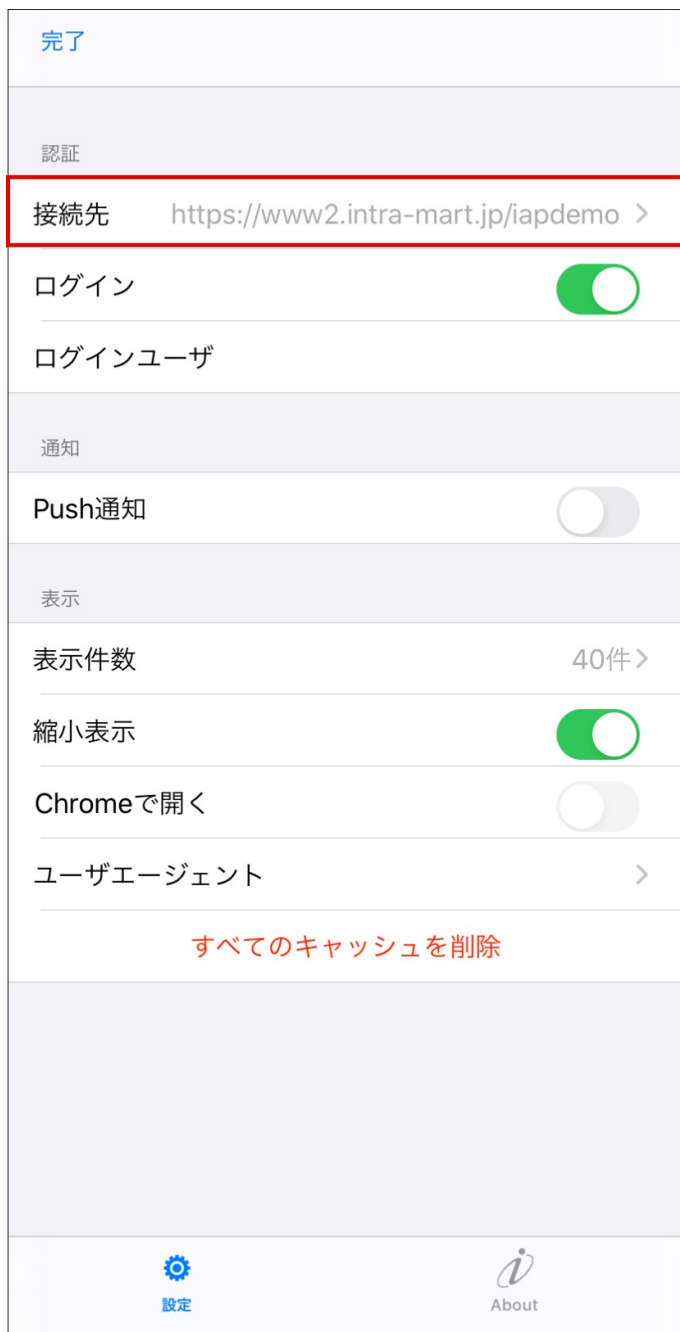 完了
認証
接続先 https://www2.intra-mart.jp/iapdemo
ログイン
ログインユーザ
通知
Push通知
表示
表示件数 40件
縮小表示
Chromeで開く
ユーザエージェント
すべてのキャッシュを削除
設定 About